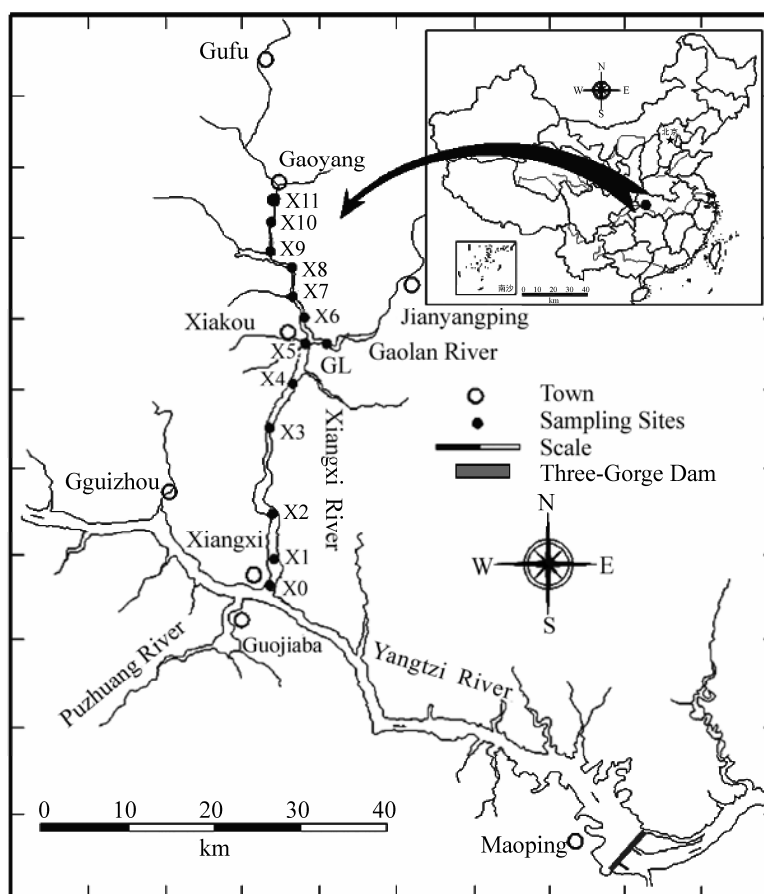 Gufu
Gaoyang
X11
X10
X9
X8
X7
X6
Xiakou
X5
GL
Gaolan River
Jianyangping
X4
X3
Xiangxi River
Gguizhou
X2
Xiangxi
X1
X0
Guojiaba
Puzhuang River
Yangtzi River
Maoping
N
W E
S
北京
南沙
0 10 20 30 40
km
Town
Sampling Sites
Scale
Three-Gorge Dam
N
W E
S
0 10 20 30 40
km